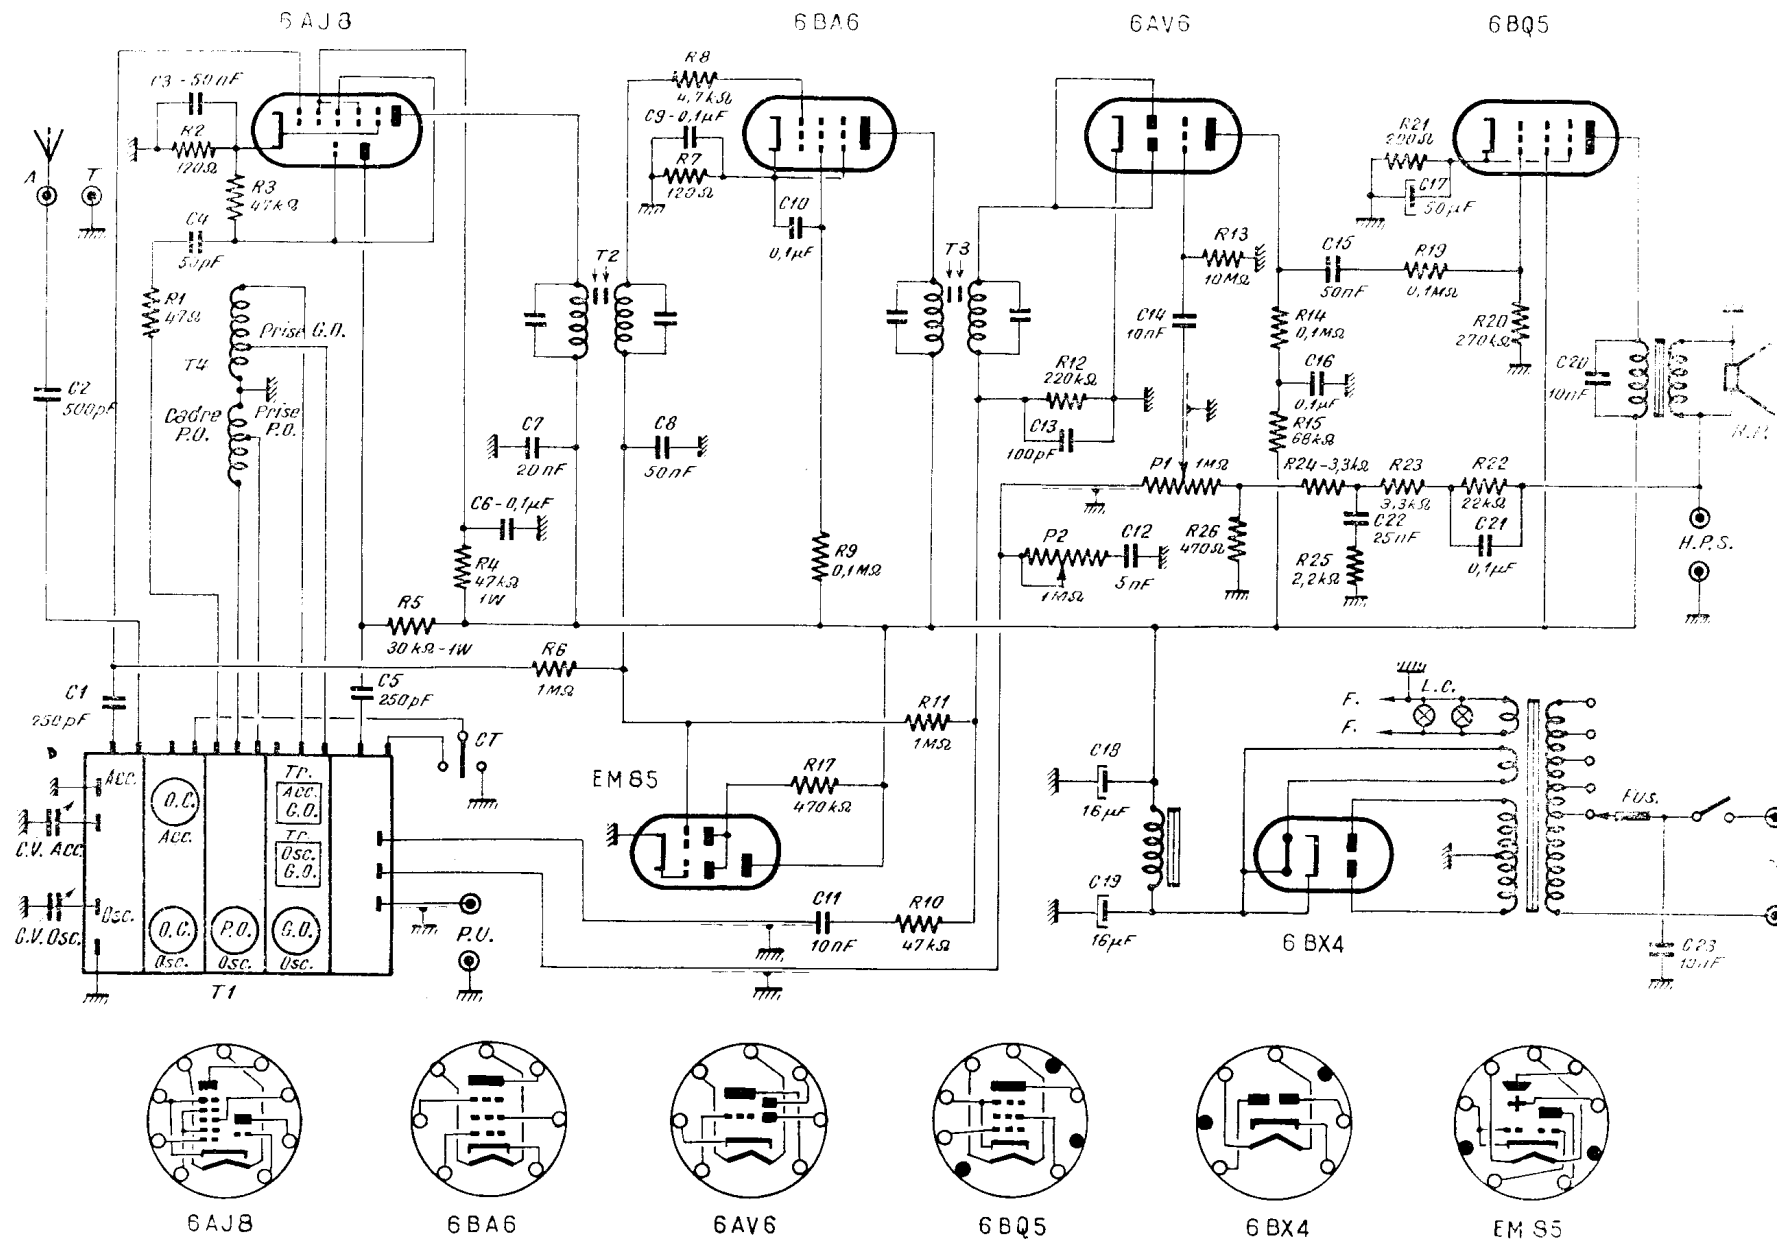 6AJ8
6BA6
6AV6
6BQ5
C3-50nF
R2
120Ω
R3
47kΩ
C4
50pF
A
T
R1
47Ω
Prise G.O.
T4
Cadre
P.O.
Prise
P.O.
C2
500pF
R8
4,7kΩ
C9-0,1µF
R7
120Ω
C10
0,1µF
T2
T3
C7
20nF
C8
50nF
C6-0,1µF
R4
47kΩ
1W
R5
30kΩ-1W
R6
1MΩ
R9
0,1MΩ
R13
10MΩ
C14
10nF
R12
220kΩ
C13
100pF
R14
0,1MΩ
C16
0,1µF
R15
68kΩ
C15
50nF
R19
0,1MΩ
R21
C17
50µF
R20
270kΩ
C20
10nF
H.P.
P1
1MΩ
R24-3,3kΩ
R23
3,3kΩ
R22
22kΩ
C21
0,1µF
C22
25nF
R25
2,2kΩ
R26
470Ω
P2
1MΩ
C12
5nF
H.P.S.
C1
250pF
C5
250pF
CT
R11
1MΩ
EM85
R17
470kΩ
C11
10nF
R10
47kΩ
P.U.
Acc.
O.C.
Acc.
Tr.
Acc.
G.O.
Tr.
Osc.
G.O.
C.V. Acc.
Osc.
C.V. Osc.
O.C.
Osc.
P.O.
Osc.
G.O.
Osc.
T1
C18
16µF
C19
16µF
F.
F.
L.C.
Fus.
6BX4
C23
10nF
6AJ8
6BA6
6AV6
6BQ5
6BX4
EM85